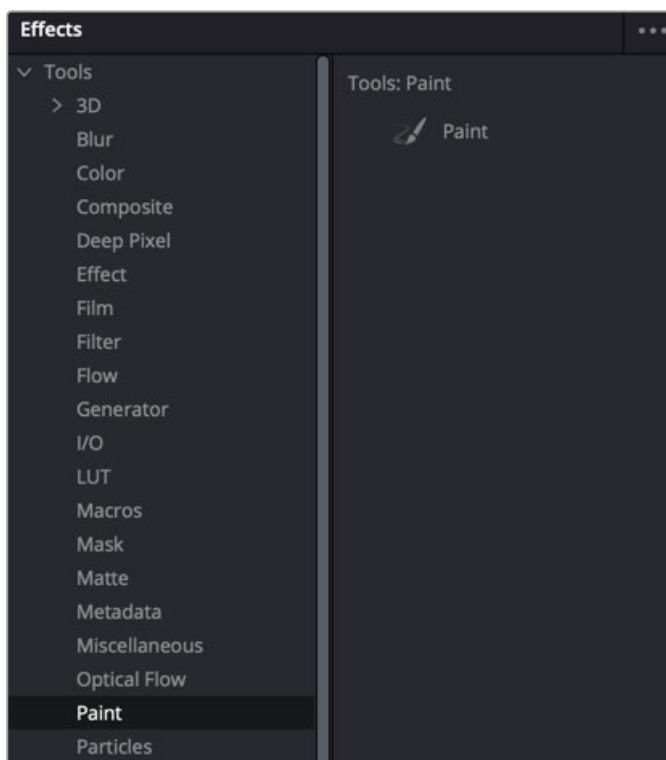 Effects
Tools
3D
Blur
Color
Composite
Deep Pixel
Effect
Film
Filter
Flow
Generator
I/O
LUT
Macros
Mask
Matte
Metadata
Miscellaneous
Optical Flow
Paint
Particles
Tools: Paint
Paint